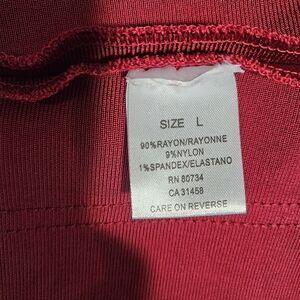 SIZE L
90%RAYON/RAYONNE
9%NYLON
1%SPANDEX/ELASTANO
RN 80734
CA 31458
CARE ON REVERSE